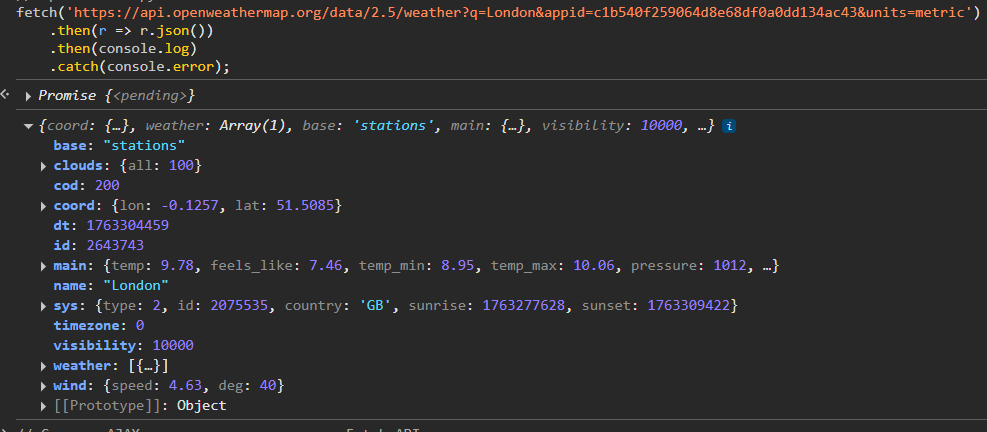 fetch('https://api.openweathermap.org/data/2.5/weather?q=London&appid=c1b540f259064d8e68df0a0dd134ac43&units=metric')
.then(r => r.json())
.then(console.log)
.catch(console.error);
Promise {<pending>}
{coord: {…}, weather: Array(1), base: 'stations', main: {…}, visibility: 10000, …} i
base: "stations"
clouds: {all: 100}
cod: 200
coord: {lon: -0.1257, lat: 51.5085}
dt: 1763304459
id: 2643743
main: {temp: 9.78, feels_like: 7.46, temp_min: 8.95, temp_max: 10.06, pressure: 1012, …}
name: "London"
sys: {type: 2, id: 2075535, country: 'GB', sunrise: 1763277628, sunset: 1763309422}
timezone: 0
visibility: 10000
weather: [{…}]
wind: {speed: 4.63, deg: 40}
[[Prototype]]: Object